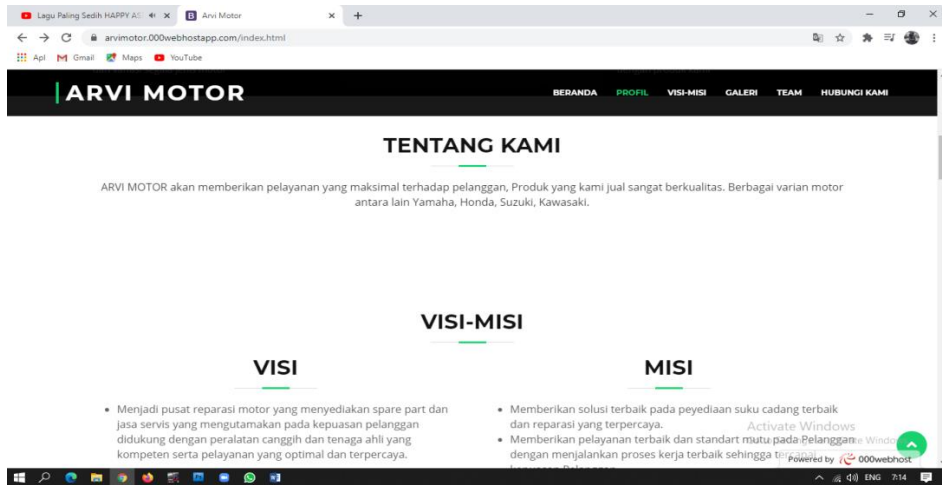 Lagu Paling Sedih HAPPY AS
Arvi Motor
arvimotor.000webhostapp.com/index.html
Apl Gmail Maps YouTube
ARVI MOTOR
BERANDA PROFIL VISI-MISI GALERI TEAM HUBUNGI KAMI
TENTANG KAMI
ARVI MOTOR akan memberikan pelayanan yang maksimal terhadap pelanggan, Produk yang kami jual sangat berkualitas. Berbagai varian motor
antara lain Yamaha, Honda, Suzuki, Kawasaki.
VISI-MISI
VISI
• Menjadi pusat reparasi motor yang menyediakan spare part dan
jasa servis yang mengutamakan pada kepuasan pelanggan
didukung dengan peralatan canggih dan tenaga ahli yang
kompeten serta pelayanan yang optimal dan terpercaya.
MISI
• Memberikan solusi terbaik pada peyediaan suku cadang terbaik
dan reparasi yang terpercaya.
• Memberikan pelayanan terbaik dan standart mutu pada Pelanggan
dengan menjalankan proses kerja terbaik sehingga tercapai
Activate Windows
Powered by 000webhost
ENG 7:14